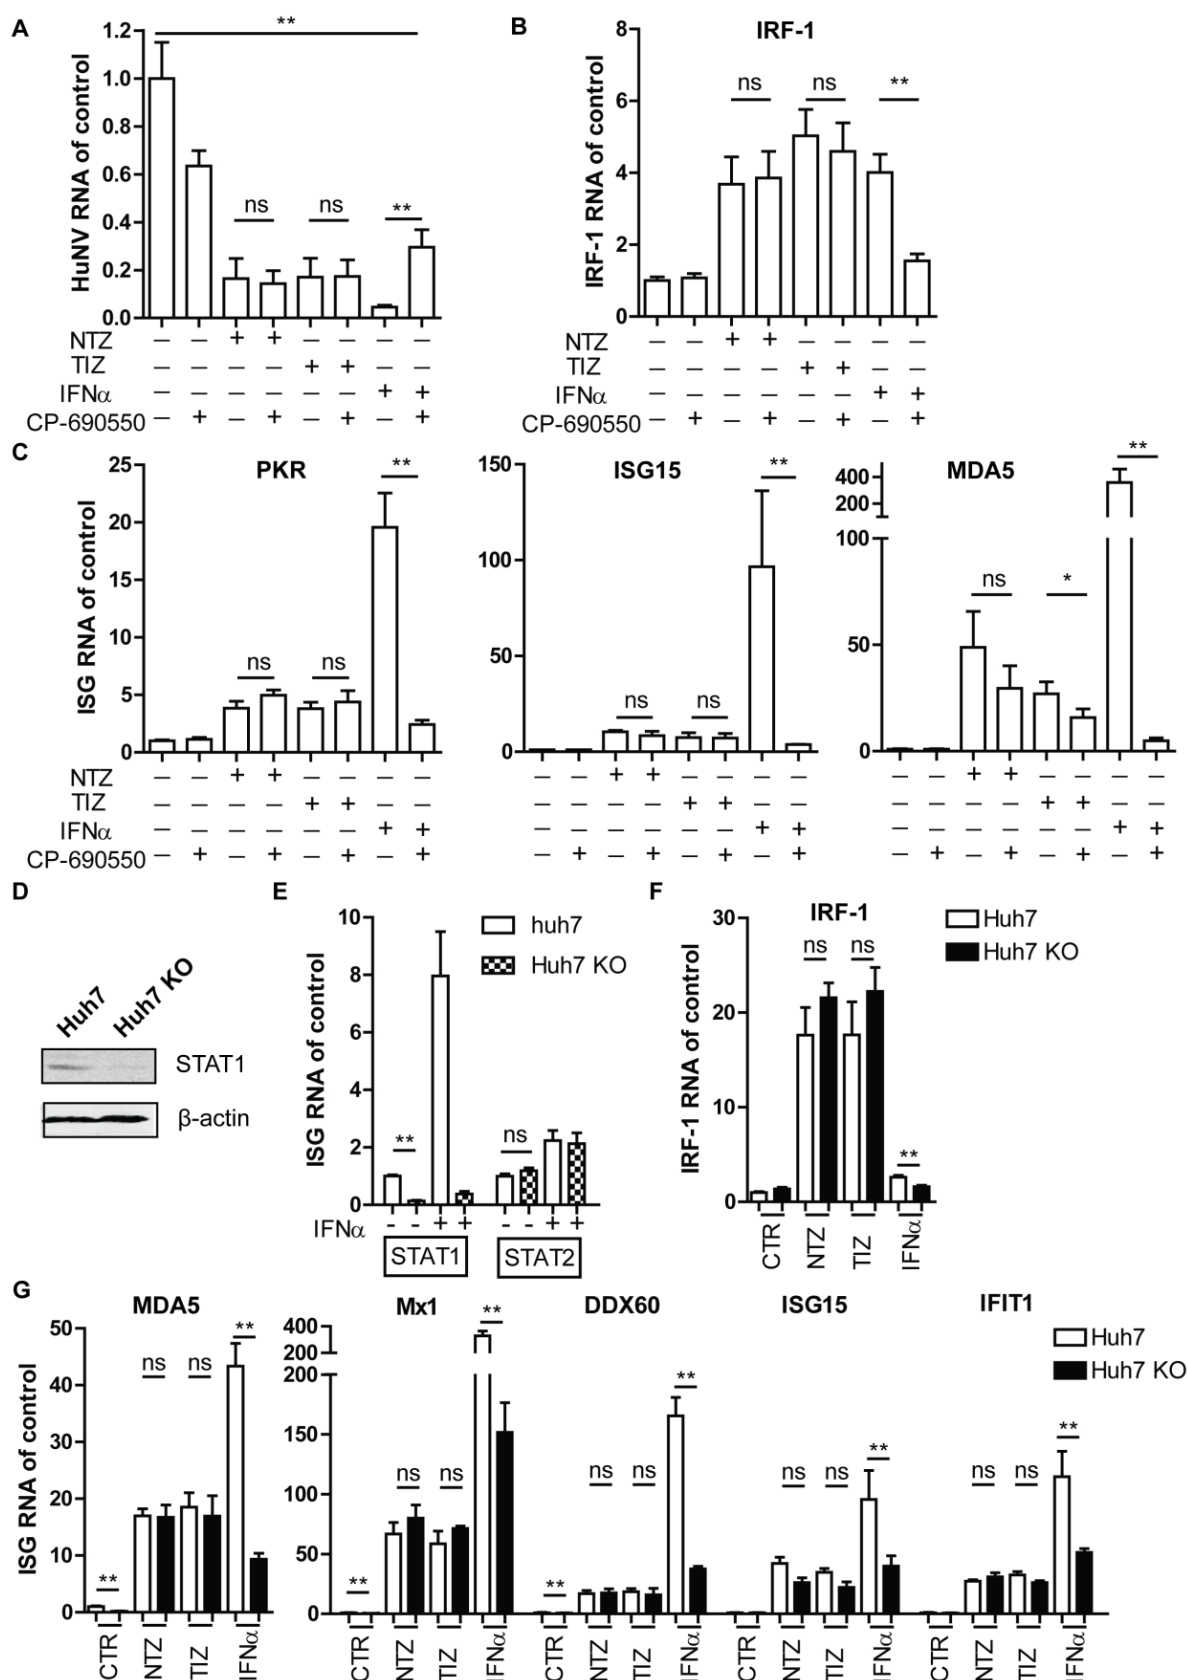 A
**
1.2
1.0
0.8
0.6
0.4
0.2
0.0
HuNV RNA of control
ns
ns
**
NTZ – – + + – – – –
TIZ – – – – + + – –
IFNα – – – – – – + +
CP-690550 – + – + – + – +
B
IRF-1
8
6
4
2
0
IRF-1 RNA of control
ns
ns
**
NTZ – – + + – – – –
TIZ – – – – + + – –
IFNα – – – – – – + +
CP-690550 – + – + – + – +
C
PKR
25
20
15
10
5
0
ISG RNA of control
ns
ns
**
NTZ – – + + – – – –
TIZ – – – – + + – –
IFNα – – – – – – + +
CP-690550 – + – + – + – +
ISG15
150
100
50
0
ns
ns
**
– – + + – – – –
– – – – + + – –
– – – – – – + +
– + – + – + – +
MDA5
400
200
100
50
0
ns
*
**
– – + + – – – –
– – – – + + – –
– – – – – – + +
– + – + – + – +
D
Huh7
Huh7 KO
STAT1
β-actin
E
10
8
6
4
2
0
ISG RNA of control
huh7
Huh7 KO
**
ns
IFNα - - + + - - + +
STAT1 STAT2
F
IRF-1
30
20
10
0
IRF-1 RNA of control
Huh7
Huh7 KO
ns
ns
**
CTR
NTZ
TIZ
IFNα
G
MDA5
50
40
30
20
10
0
ISG RNA of control
**
ns
ns
**
CTR
NTZ
TIZ
IFNα
Mx1
400
200
200
150
100
50
0
**
ns
ns
**
CTR
NTZ
TIZ
IFNα
DDX60
**
ns
ns
**
CTR
NTZ
TIZ
IFNα
ISG15
ns
ns
**
CTR
NTZ
TIZ
IFNα
IFIT1
ns
ns
**
CTR
NTZ
TIZ
IFNα
Huh7
Huh7 KO